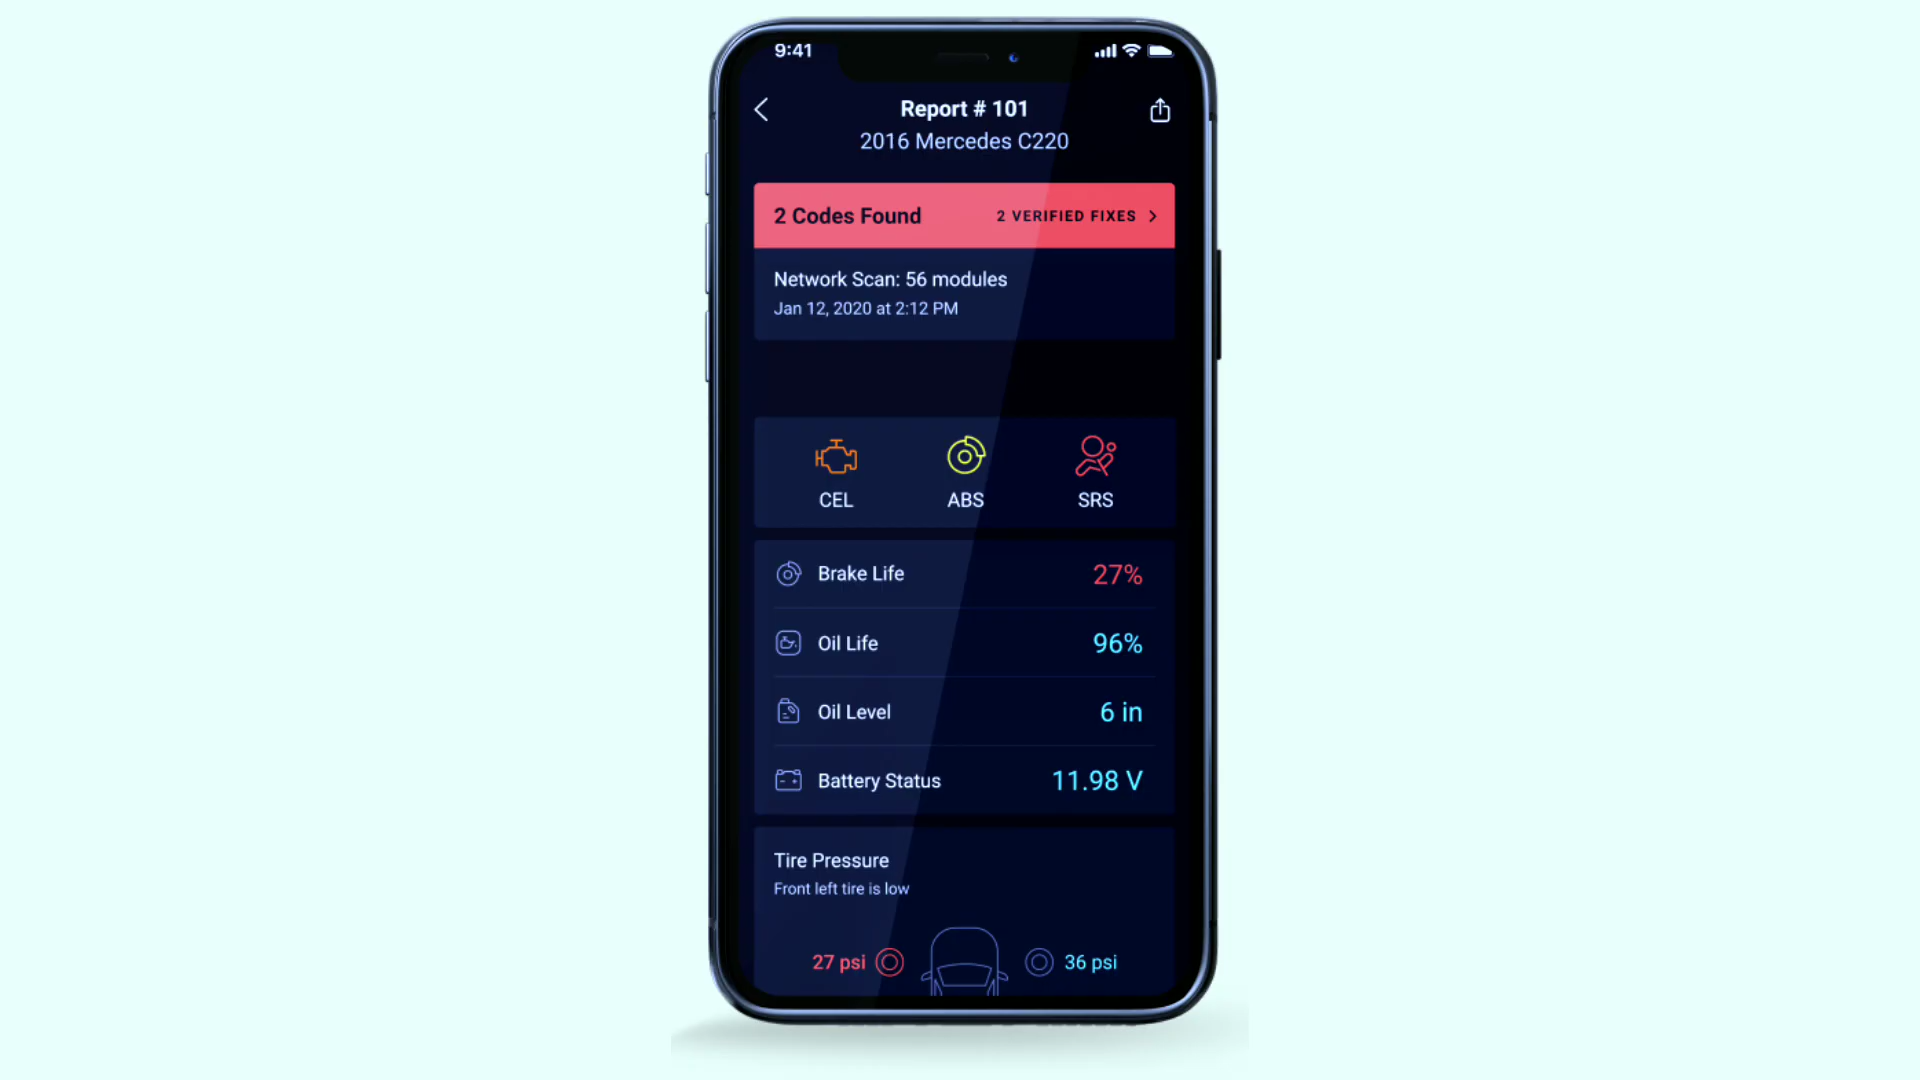 9:41
Report # 101
2016 Mercedes C220
2 Codes Found
2 VERIFIED FIXES
Network Scan: 56 modules
Jan 12, 2020 at 2:12 PM
CEL
ABS
SRS
Brake Life
27%
Oil Life
96%
Oil Level
6 in
Battery Status
11.98 V
Tire Pressure
Front left tire is low
27 psi
36 psi